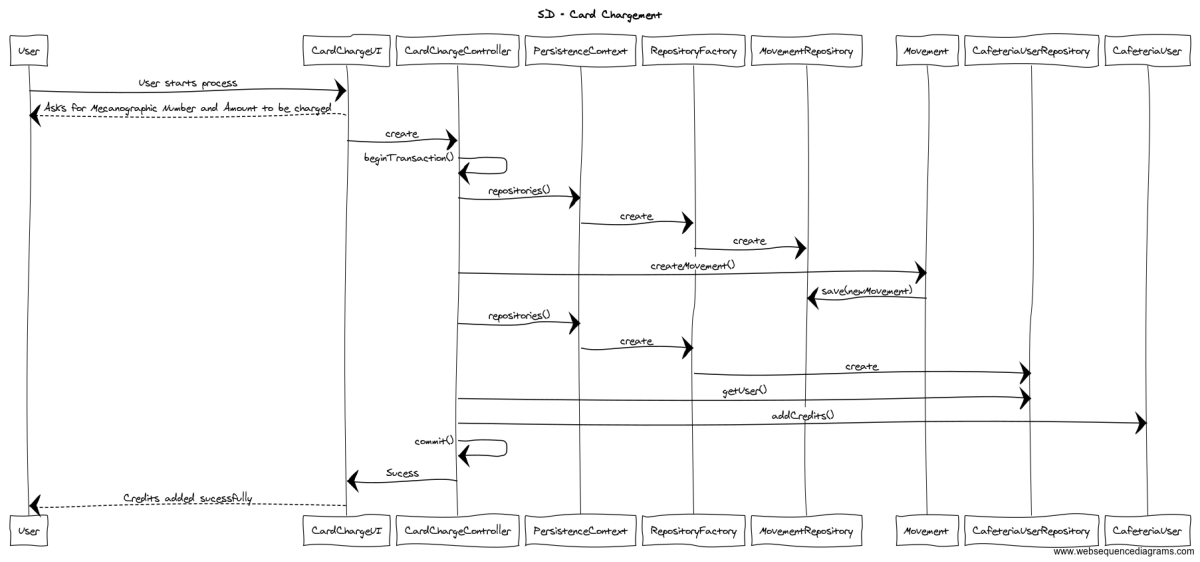 SD - Card Chargement
User CardChargeUI CardChargeController PersistenceContext RepositoryFactory MovementRepository Movement CafeteriaUserRepository CafeteriaUser
User starts process
Asks for Mecanographic Number and Amount to be charged
create
beginTransaction()
repositories()
create
create
createMovement()
save(newMovement)
repositories()
create
create
getUser()
addCredits()
commit()
Sucess
Credits added sucessfully
User CardChargeUI CardChargeController PersistenceContext RepositoryFactory MovementRepository Movement CafeteriaUserRepository CafeteriaUser
www.websequencediagrams.com